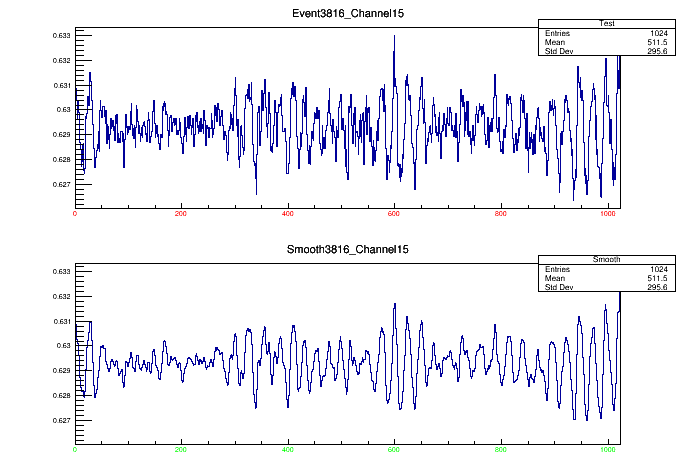 Event3816_Channel15
Test
Entries 1024
Mean 511.5
Std Dev 295.6
0.633
0.632
0.631
0.63
0.629
0.628
0.627
0 200 400 600 800 1000
Smooth3816_Channel15
Smooth
Entries 1024
Mean 511.5
Std Dev 295.6
0.633
0.632
0.631
0.63
0.629
0.628
0.627
0 200 400 600 800 1000